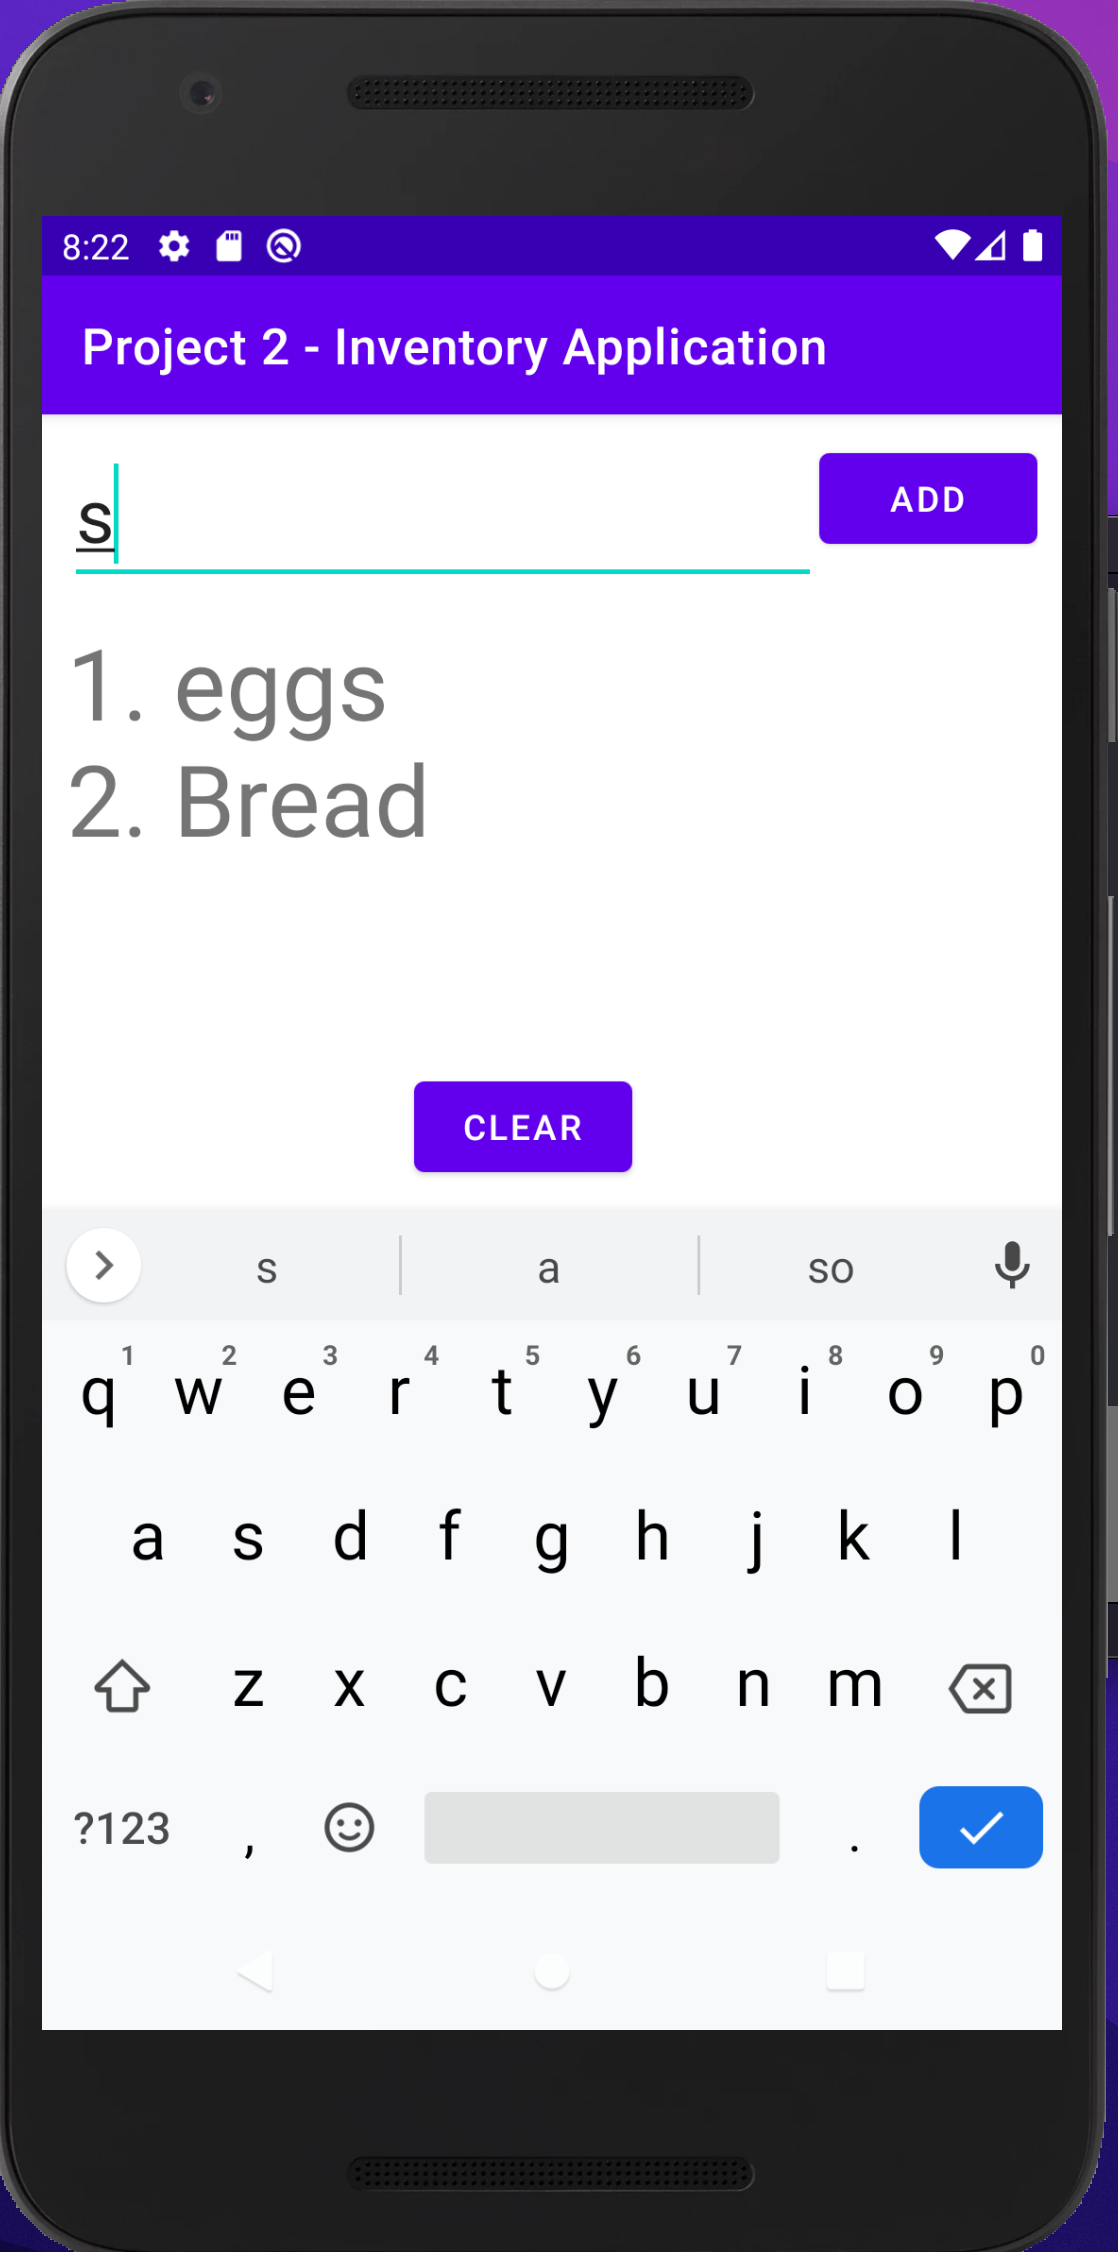 8:22
Project 2 - Inventory Application
s
ADD
1. eggs
2. Bread
CLEAR
s a so
1 2 3 4 5 6 7 8 9 0
q w e r t y u i o p
a s d f g h j k l
z x c v b n m
?123 , .